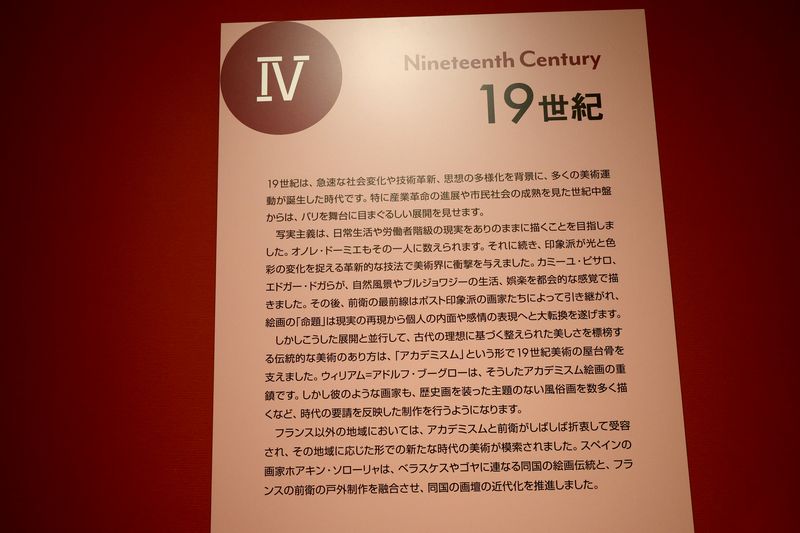 IV
Nineteenth Century
19世紀
19世紀は、急速な社会変化や技術革新、思想の多様化を背景に、多くの美術運
動が誕生した時代です。特に産業革命の進展や市民社会の成熟を見た世紀中盤
からは、パリを舞台に目まぐるしい展開を見せます。
写実主義は、日常生活や労働者階級の現実をありのままに描くことを目指しま
した。オノレ・ドーミエもその一人に数えられます。それに続き、印象派が光と色
彩の変化を捉える革新的な技法で美術界に衝撃を与えました。カミーユ・ピサロ、
エドガー・ドガらが、自然風景やブルジョワジーの生活、娯楽を都会的な感覚で描
きました。その後、前衛の最前線はポスト印象派の画家たちによって引き継がれ、
絵画の「命題」は現実の再現から個人の内面や感情の表現へと大転換を遂げます。
しかしこうした展開と並行して、古代の理想に基づく整えられた美しさを標榜す
る伝統的な美術のあり方は、「アカデミスム」という形で19世紀美術の屋台骨を
支えました。ウィリアム=アドルフ・ブーグローは、そうしたアカデミスム絵画の重
鎮です。しかし彼のような画家も、歴史画を装った主題のない風俗画を数多く描
くなど、時代の要請を反映した制作を行うようになります。
フランス以外の地域においては、アカデミスムと前衛がしばしば折衷して受容
され、その地域に応じた形での新たな時代の美術が模索されました。スペインの
画家ホアキン・ソローリャは、ベラスケスやゴヤに連なる同国の絵画伝統と、フラ
ンスの前衛の戸外制作を融合させ、同国の画壇の近代化を推進しました。